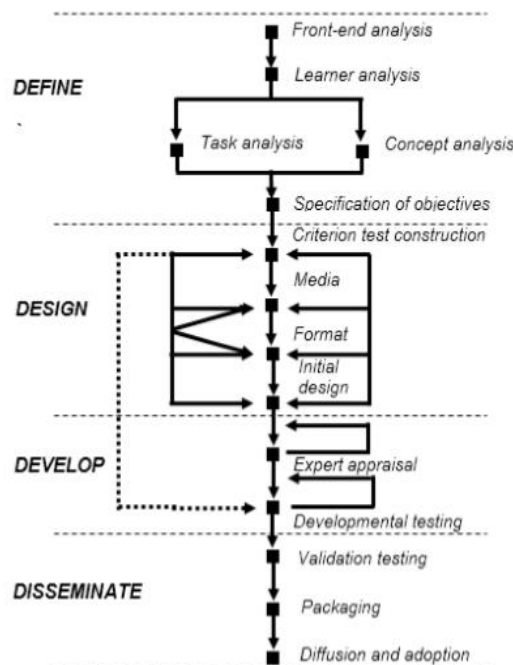 Front-end analysis
Learner analysis
DEFINE
Task analysis
Concept analysis
Specification of objectives
Criterion test construction
Media
DESIGN
Format
Initial
design
DEVELOP
Expert appraisal
Developmental testing
Validation testing
DISSEMINATE
Packaging
Diffusion and adoption